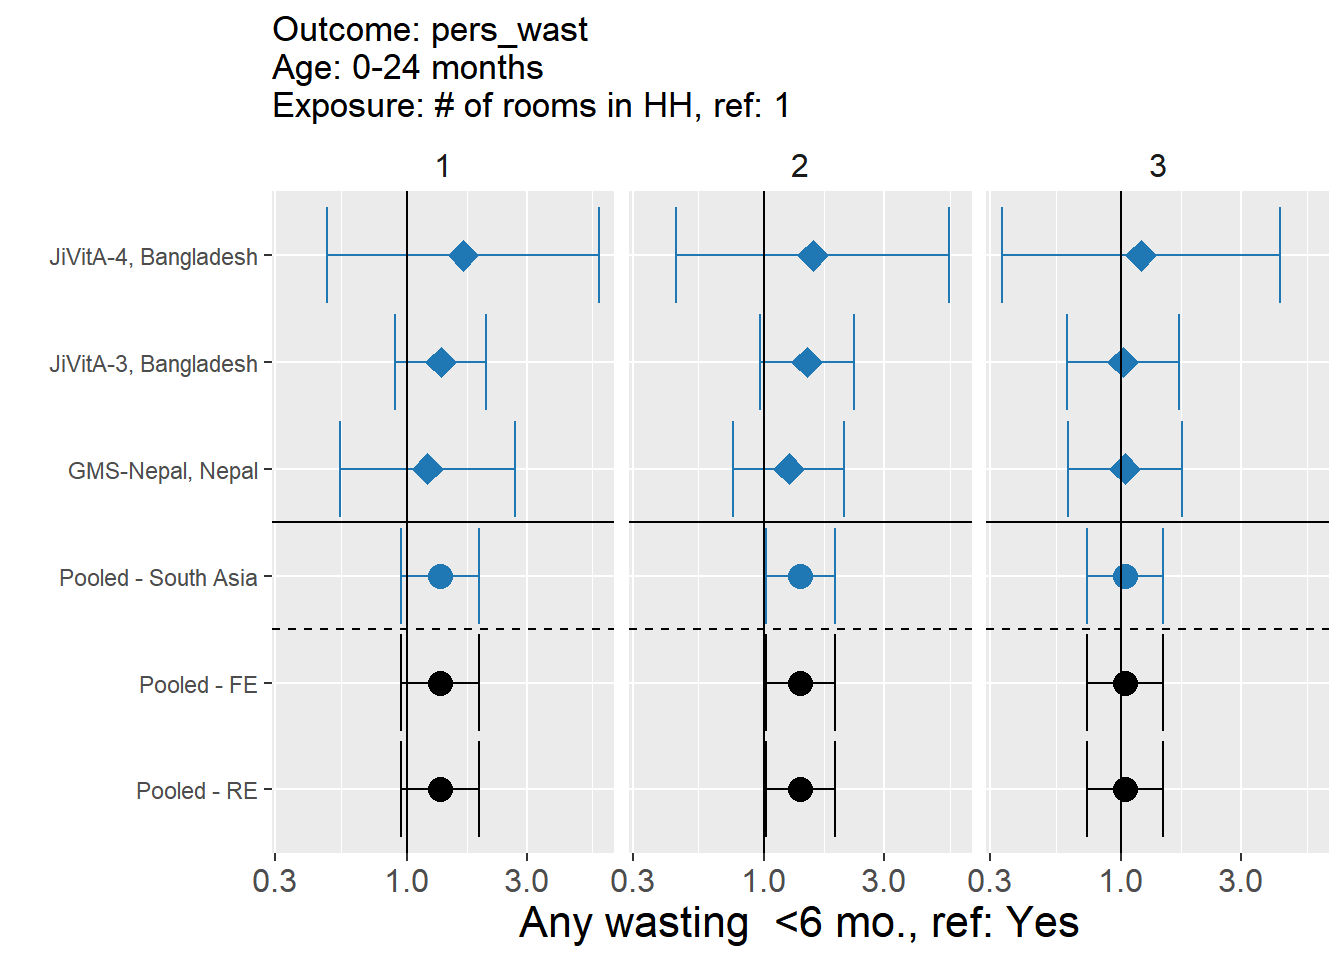 Outcome: pers_wast
Age: 0-24 months
Exposure: # of rooms in HH, ref: 1
1 2 3
JiVitA-4, Bangladesh
JiVitA-3, Bangladesh
GMS-Nepal, Nepal
Pooled - South Asia
Pooled - FE
Pooled - RE
0.3 1.0 3.0 0.3 1.0 3.0 0.3 1.0 3.0
Any wasting  <6 mo., ref: Yes